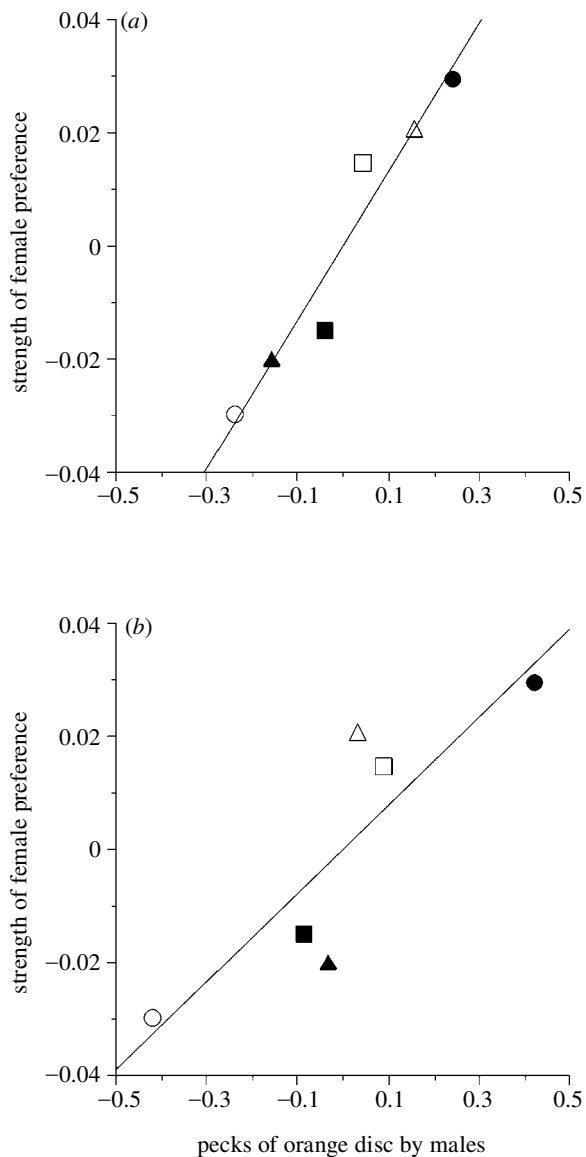 (a)
0.04
0.02
0
−0.02
−0.04
strength of female preference
−0.5 −0.3 −0.1 0.1 0.3 0.5
(b)
0.04
0.02
0
−0.02
−0.04
strength of female preference
−0.5 −0.3 −0.1 0.1 0.3 0.5
pecks of orange disc by males